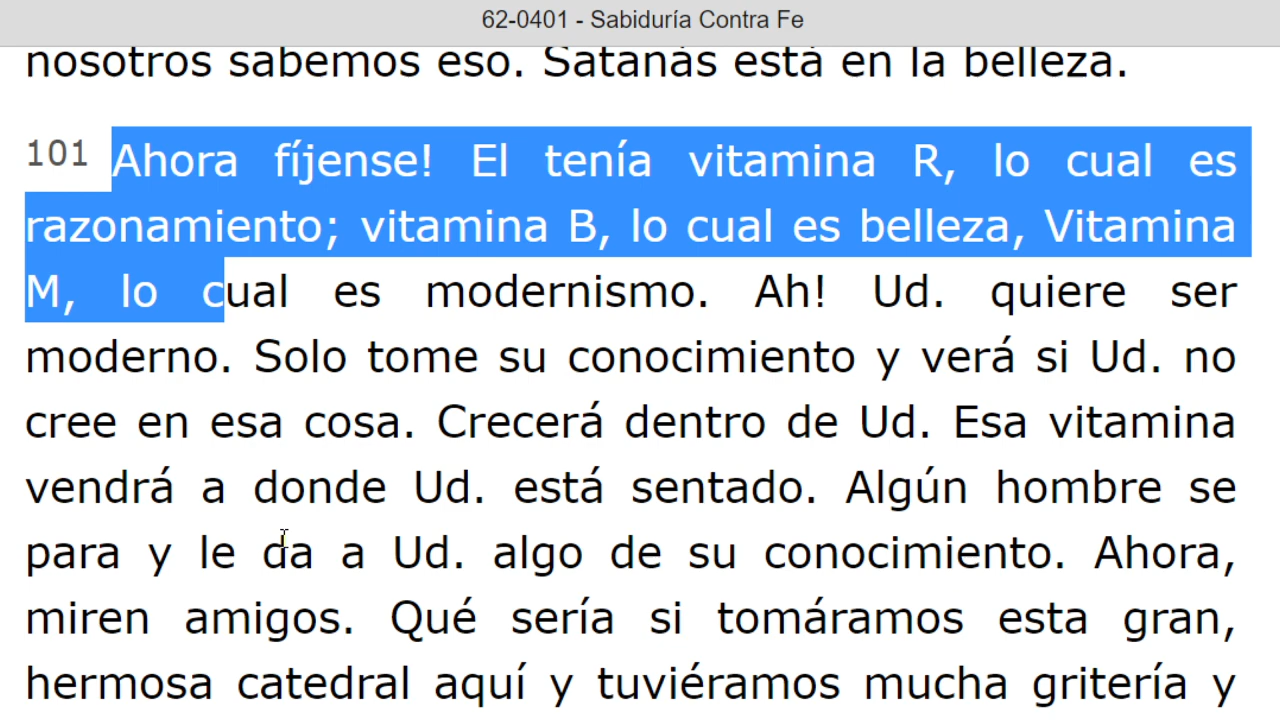 62-0401 - Sabiduría Contra Fe
nosotros sabemos eso. Satanás está en la belleza.
101 Ahora fíjense! El tenía vitamina R, lo cual es
razonamiento; vitamina B, lo cual es belleza, Vitamina
M, lo cual es modernismo. Ah! Ud. quiere ser
moderno. Solo tome su conocimiento y verá si Ud. no
cree en esa cosa. Crecerá dentro de Ud. Esa vitamina
vendrá a donde Ud. está sentado. Algún hombre se
para y le da a Ud. algo de su conocimiento. Ahora,
miren amigos. Qué sería si tomáramos esta gran,
hermosa catedral aquí y tuviéramos mucha gritería y